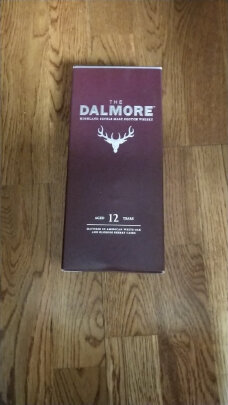 THE
DALMORE
HIGHLAND SINGLE MALT SCOTCH WHISKY
AGED 12 YEARS
MATURED IN AMERICAN WHITE OAK
AND OLOROSO SHERRY CASKS